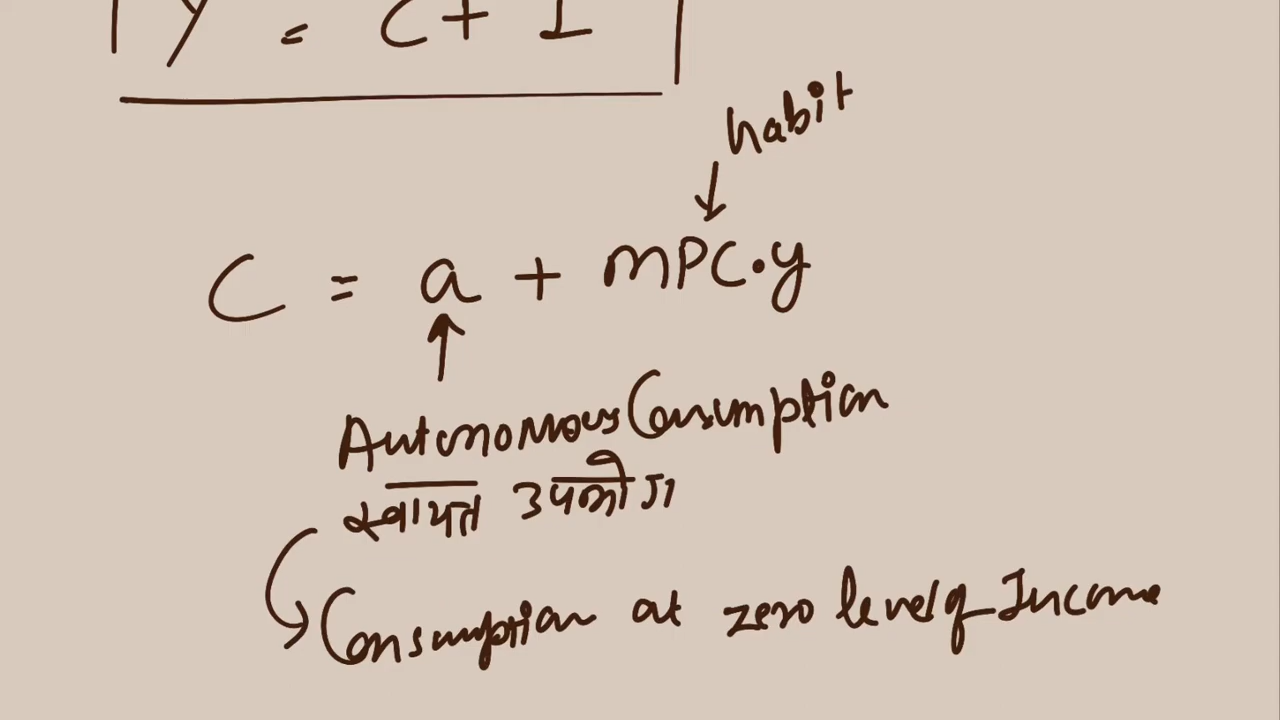 y = C + I
habit
C = a + mPC·y
Autonomous Consumption
स्वायत्त उपभोग
Consumption at zero level of Income